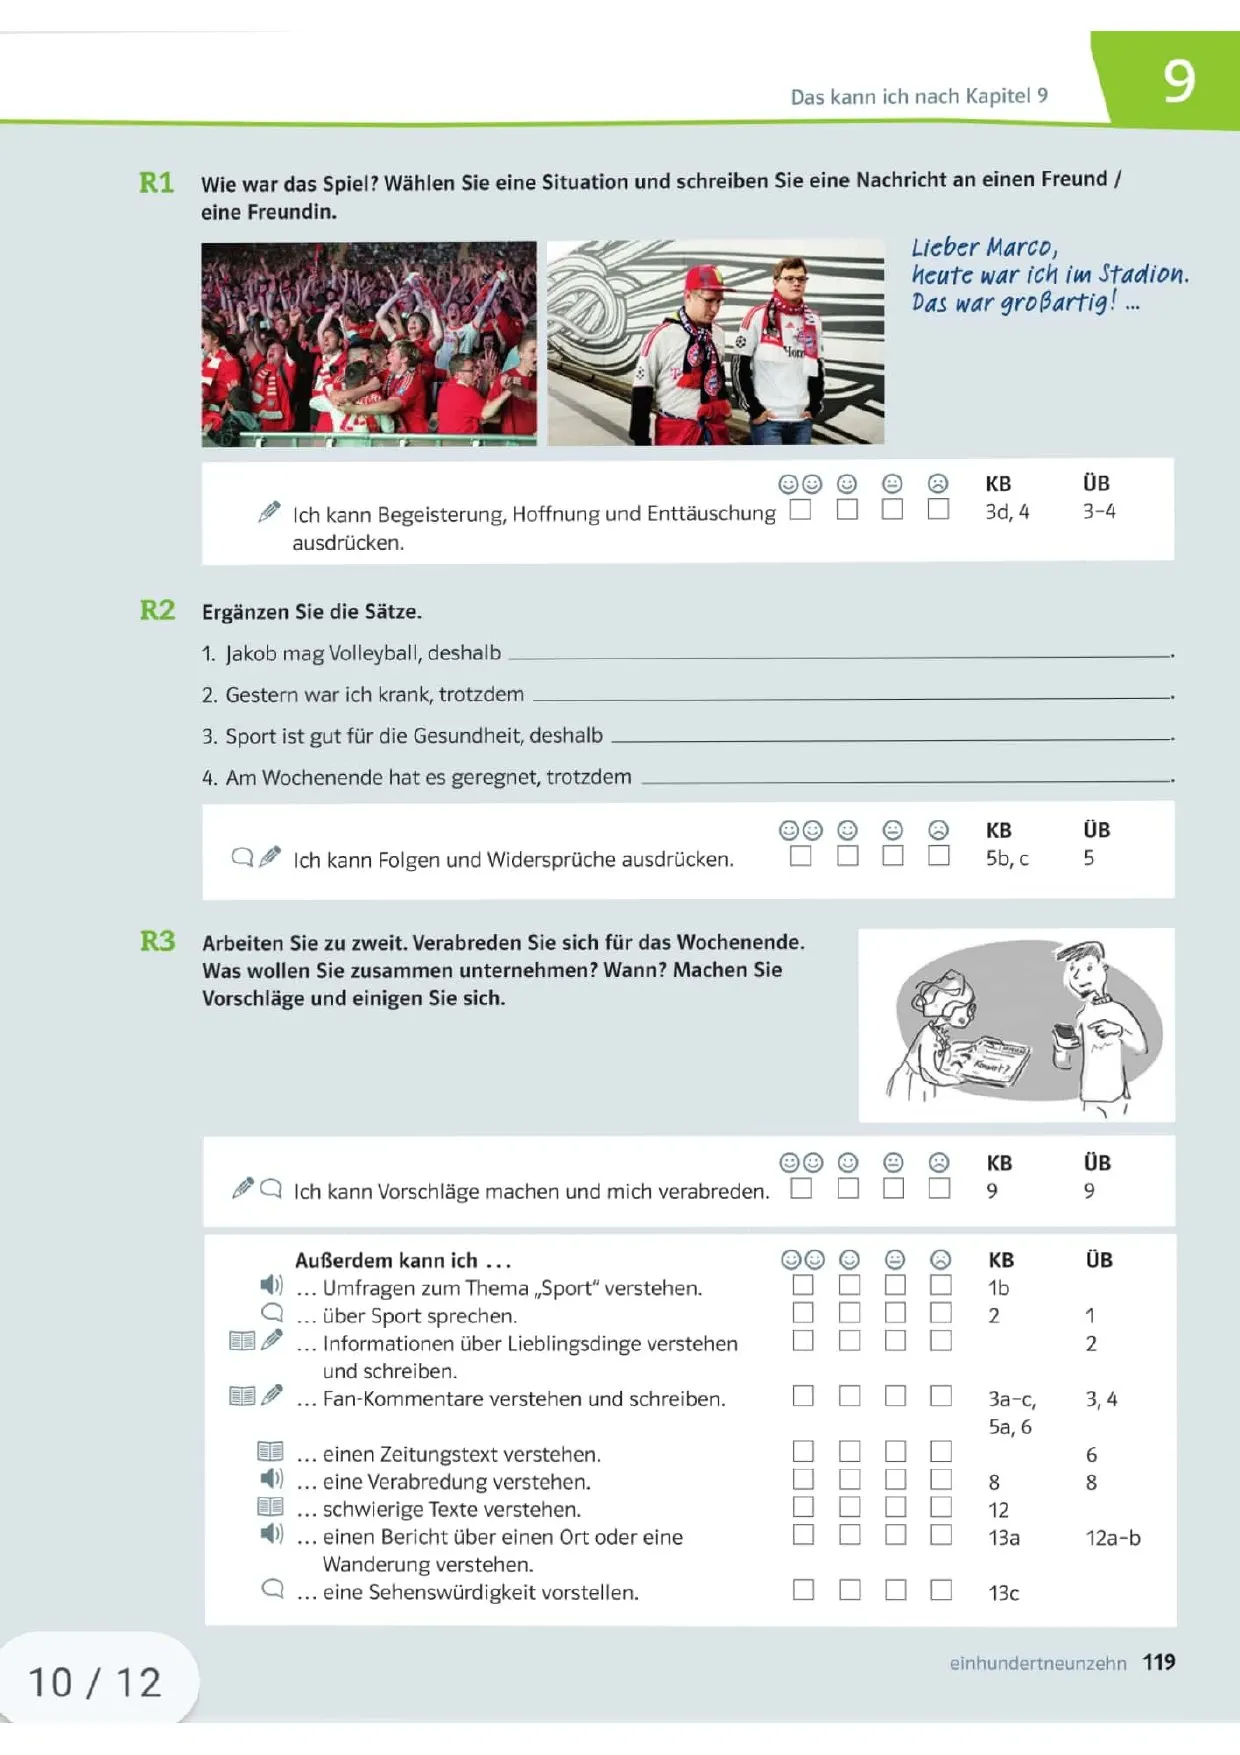 Das kann ich nach Kapitel 9
9
R1 Wie war das Spiel? Wählen Sie eine Situation und schreiben Sie eine Nachricht an einen Freund /
eine Freundin.
Lieber Marco,
heute war ich im Stadion.
Das war großartig! ...
KB ÜB
Ich kann Begeisterung, Hoffnung und Enttäuschung 3d, 4 3–4
ausdrücken.
R2 Ergänzen Sie die Sätze.
1. Jakob mag Volleyball, deshalb ___.
2. Gestern war ich krank, trotzdem ___.
3. Sport ist gut für die Gesundheit, deshalb ___.
4. Am Wochenende hat es geregnet, trotzdem ___.
KB ÜB
Ich kann Folgen und Widersprüche ausdrücken. 5b, c 5
R3 Arbeiten Sie zu zweit. Verabreden Sie sich für das Wochenende.
Was wollen Sie zusammen unternehmen? Wann? Machen Sie
Vorschläge und einigen Sie sich.
Konzert?
KB ÜB
Ich kann Vorschläge machen und mich verabreden. 9 9
Außerdem kann ich ... KB ÜB
... Umfragen zum Thema „Sport“ verstehen. 1b
... über Sport sprechen. 2 1
... Informationen über Lieblingsdinge verstehen 2
und schreiben.
... Fan-Kommentare verstehen und schreiben. 3a–c, 3, 4
5a, 6
... einen Zeitungstext verstehen. 6
... eine Verabredung verstehen. 8 8
... schwierige Texte verstehen. 12
... einen Bericht über einen Ort oder eine 13a 12a–b
Wanderung verstehen.
... eine Sehenswürdigkeit vorstellen. 13c
einhundertneunzehn 119
10 / 12